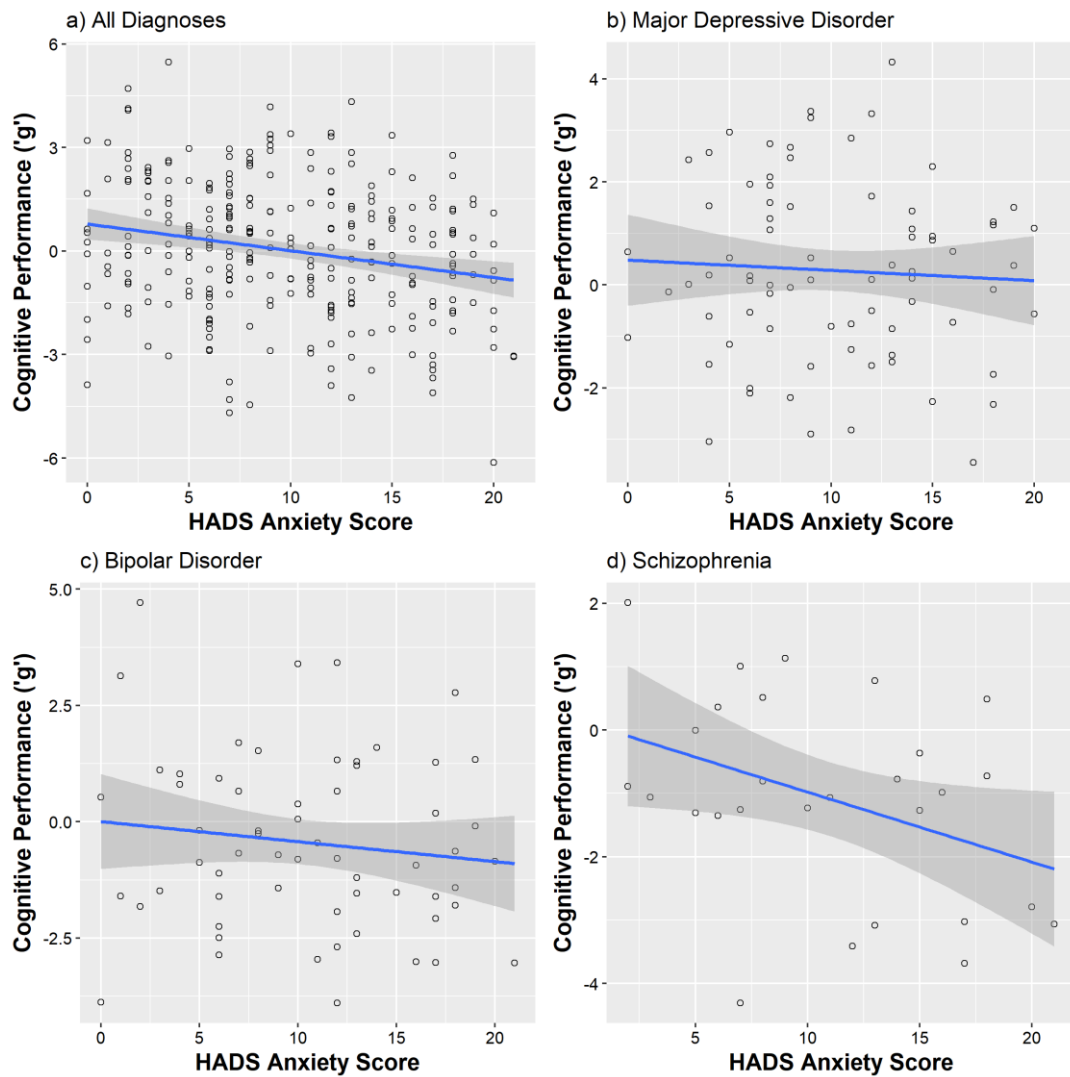 a) All Diagnoses
6
3
0
-3
-6
Cognitive Performance ('g')
0 5 10 15 20
HADS Anxiety Score
b) Major Depressive Disorder
4
2
0
-2
Cognitive Performance ('g')
0 5 10 15 20
HADS Anxiety Score
c) Bipolar Disorder
5.0
2.5
0.0
-2.5
Cognitive Performance ('g')
0 5 10 15 20
HADS Anxiety Score
d) Schizophrenia
2
0
-2
-4
Cognitive Performance ('g')
5 10 15 20
HADS Anxiety Score